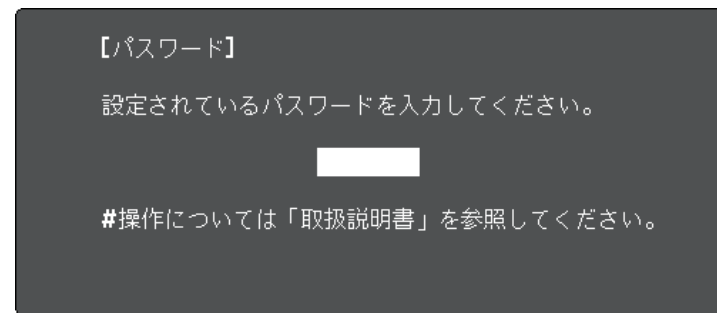 【パスワード】
設定されているパスワードを入力してください。
#操作については「取扱説明書」を参照してください。